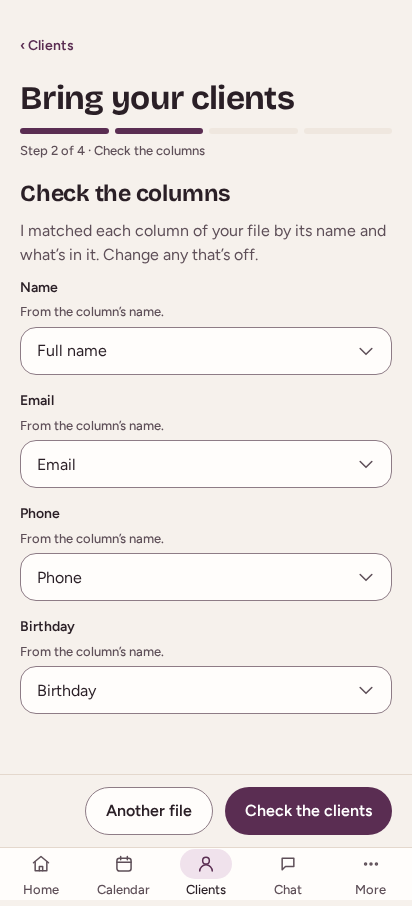 ‹ Clients
Bring your clients
Step 2 of 4 · Check the columns
Check the columns
I matched each column of your file by its name and
what’s in it. Change any that’s off.
Name
From the column’s name.
Full name
Email
From the column’s name.
Email
Phone
From the column’s name.
Phone
Birthday
From the column’s name.
Birthday
Another file
Check the clients
Home
Calendar
Clients
Chat
More